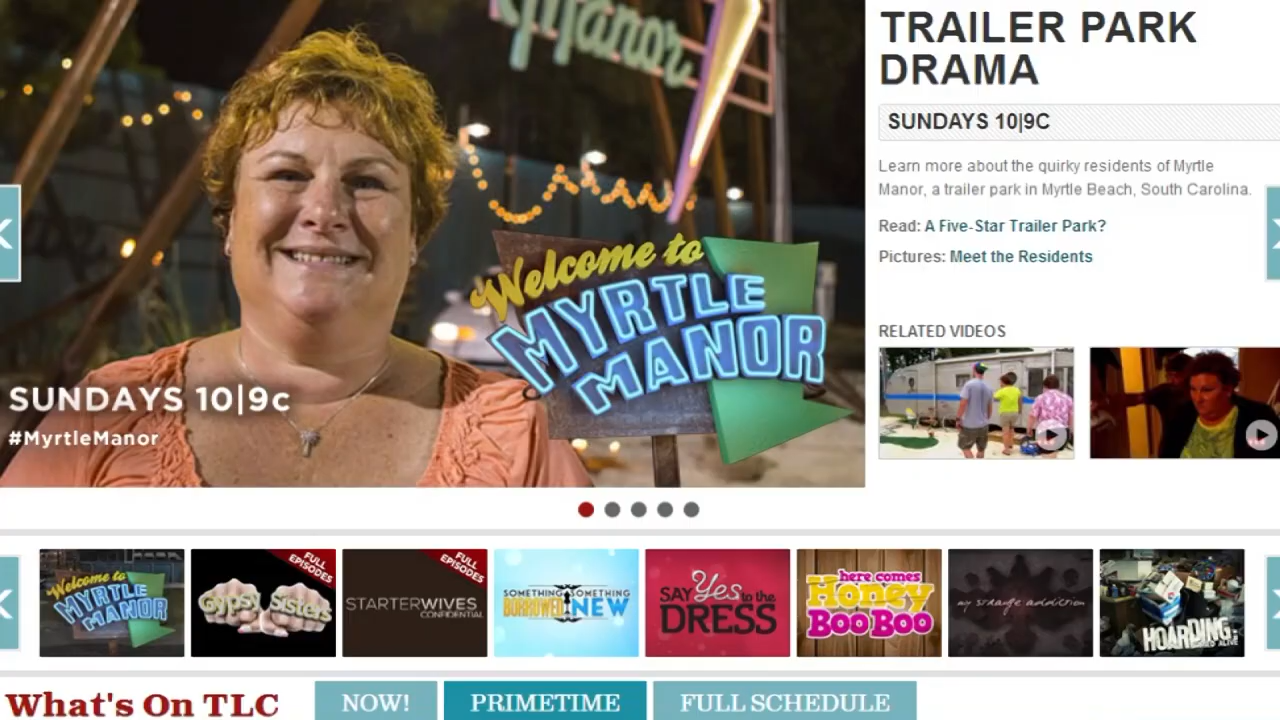 Manor
TRAILER PARK
DRAMA
SUNDAYS 10|9C
Learn more about the quirky residents of Myrtle
Manor, a trailer park in Myrtle Beach, South Carolina.
Read: A Five-Star Trailer Park?
Pictures: Meet the Residents
Welcome to
MYRTLE
MANOR
RELATED VIDEOS
SUNDAYS 10|9c
#MyrtleManor
Welcome to
MYRTLE
MANOR
FULL
EPISODES
Gypsy Sisters
FULL
EPISODES
STARTERWIVES
CONFIDENTIAL
SOMETHING SOMETHING
BORROWED NEW
SAY Yes to the
DRESS
here comes
Honey
Boo Boo
my strange addiction
HOARDING:
BURIED ALIVE
What's On TLC
NOW!
PRIMETIME
FULL SCHEDULE